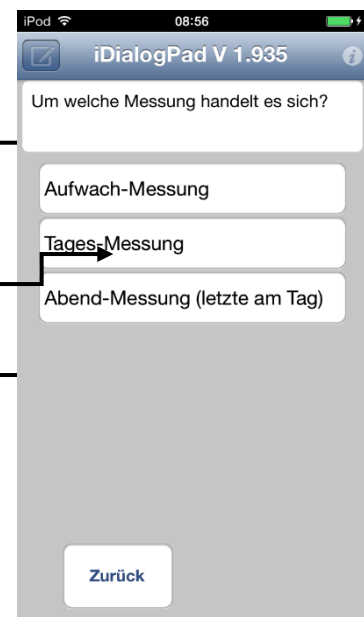 iPod 08:56
iDialogPad V 1.935
Um welche Messung handelt es sich?
Aufwach-Messung
Tages-Messung
Abend-Messung (letzte am Tag)
Zurück